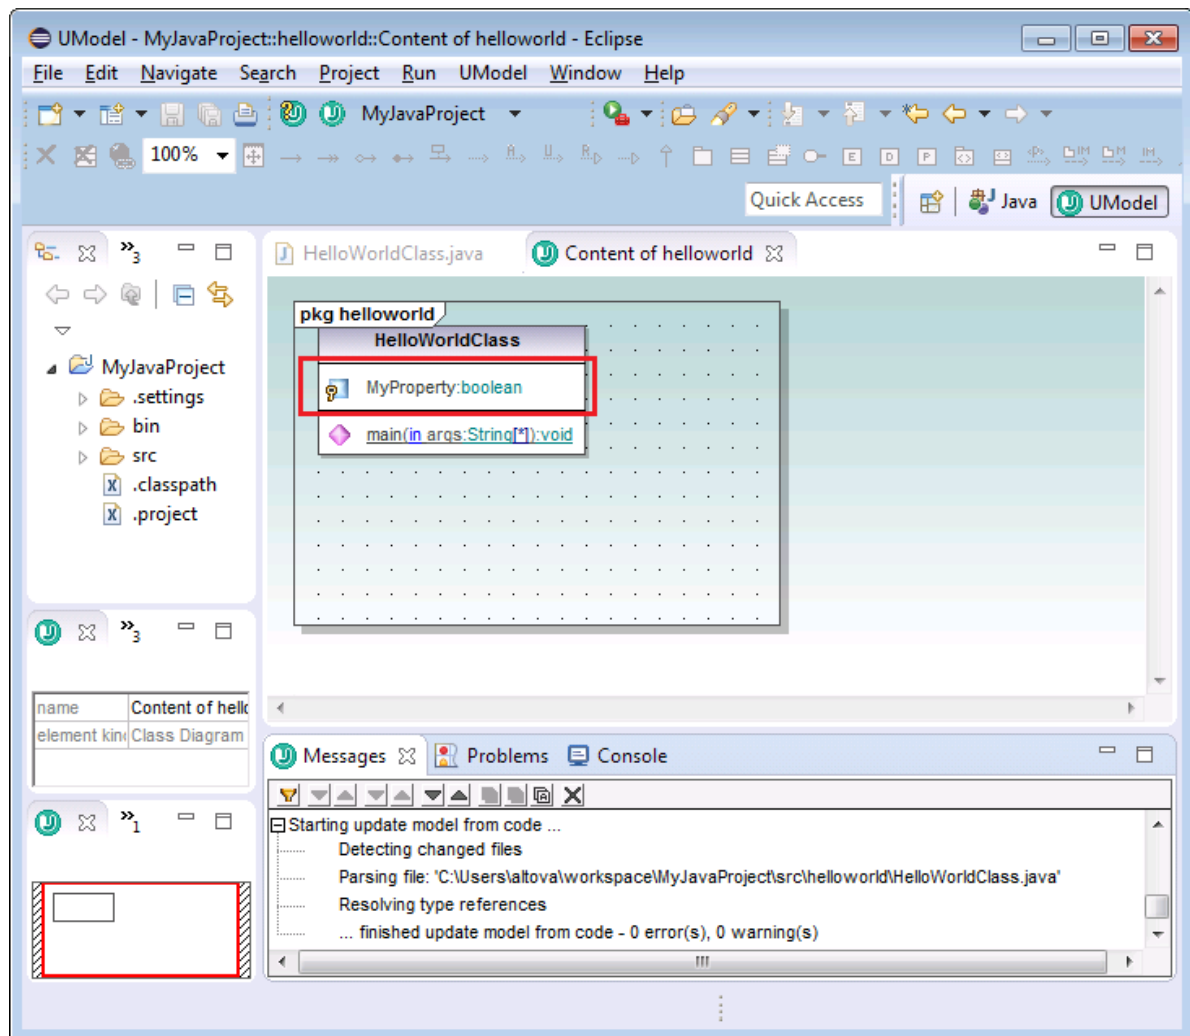 UModel - MyJavaProject::helloworld::Content of helloworld - Eclipse
File Edit Navigate Search Project Run UModel Window Help
MyJavaProject
100%
E D P
Quick Access
Java
UModel
»3
HelloWorldClass.java
Content of helloworld
pkg helloworld
HelloWorldClass
MyProperty:boolean
main(in args:String[*]):void
MyJavaProject
.settings
bin
src
.classpath
.project
»3
name Content of hello
element kind Class Diagram
Messages
Problems
Console
»1
Starting update model from code ...
Detecting changed files
Parsing file: 'C:\Users\altova\workspace\MyJavaProject\src\helloworld\HelloWorldClass.java'
Resolving type references
... finished update model from code - 0 error(s), 0 warning(s)